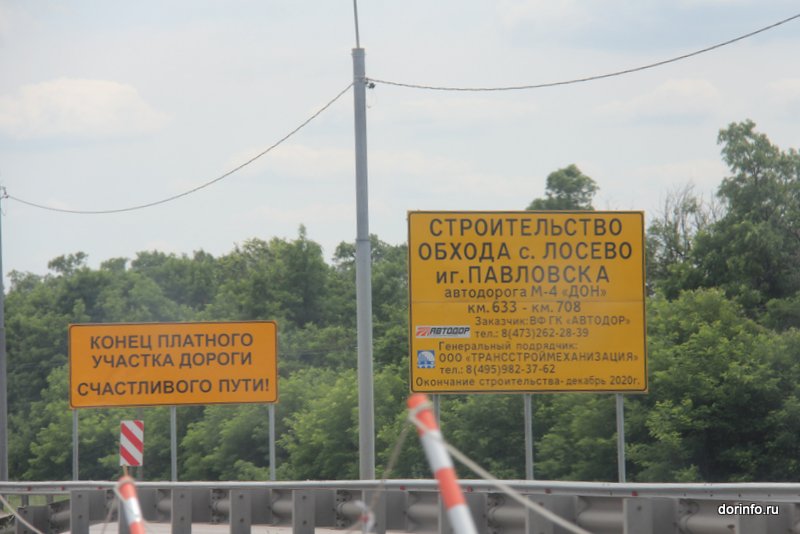 КОНЕЦ ПЛАТНОГО
УЧАСТКА ДОРОГИ
СЧАСТЛИВОГО ПУТИ!
СТРОИТЕЛЬСТВО
ОБХОДА с. ЛОСЕВО
иг. ПАВЛОВСКА
автодорога М-4 «ДОН»
км. 633 - км. 708
Заказчик: ВФ ГК «АВТОДОР»
АВТОДОР
тел.: 8(473)262-28-39
Генеральный подрядчик:
ООО «ТРАНССТРОЙМЕХАНИЗАЦИЯ»
тел.: 8(495)982-37-62
Окончание строительства- декабрь 2020г.
dorinfo.ru